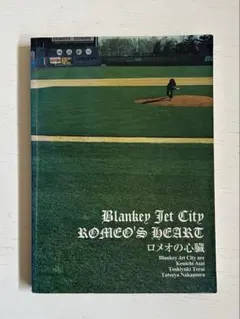 Blankey Jet City
ROMEO'S HEART
ロメオの心臓
Blankey Jet City are
Kenichi Asai
Toshiyuki Terui
Tatsuya Nakamura